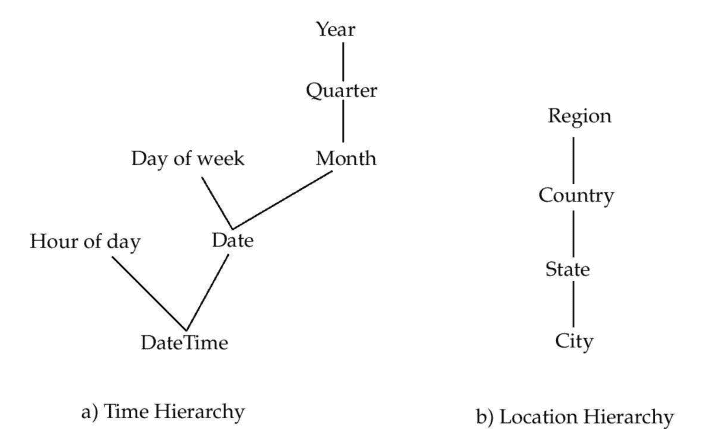 Year
Quarter
Day of week
Month
Hour of day
Date
DateTime
a) Time Hierarchy
Region
Country
State
City
b) Location Hierarchy